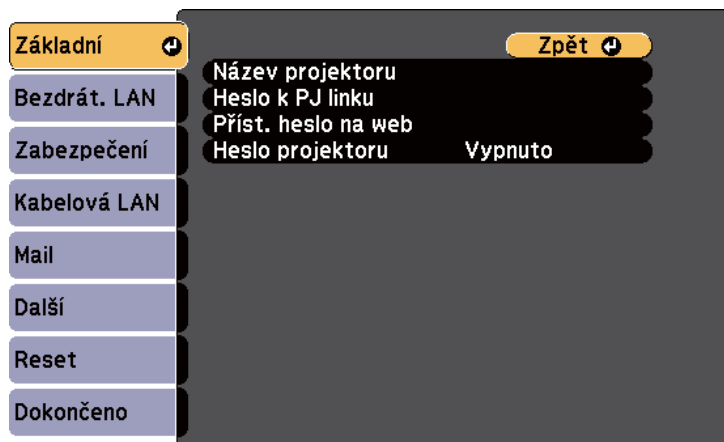 Základní
Bezdrát. LAN
Zabezpečení
Kabelová LAN
Mail
Další
Reset
Dokončeno
Zpět
Název projektoru
Heslo k PJ linku
Příst. heslo na web
Heslo projektoru Vypnuto